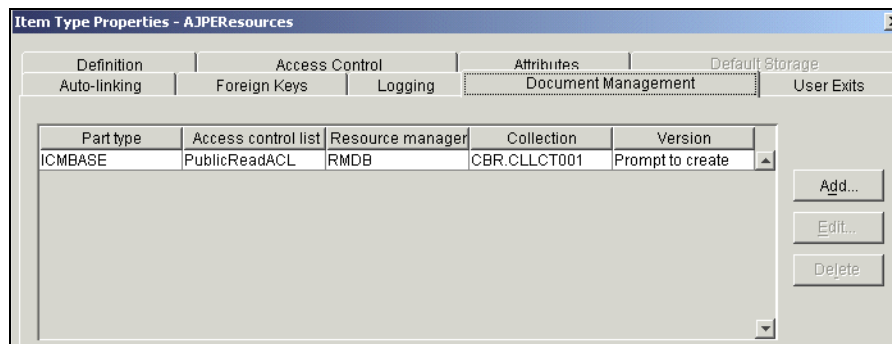 Item Type Properties - AJPEResources
Definition Access Control Attributes Default Storage
Auto-linking Foreign Keys Logging Document Management User Exits
Part type Access control list Resource manager Collection Version
ICMBASE PublicReadACL RMDB CBR.CLLCT001 Prompt to create
Add...
Edit...
Delete